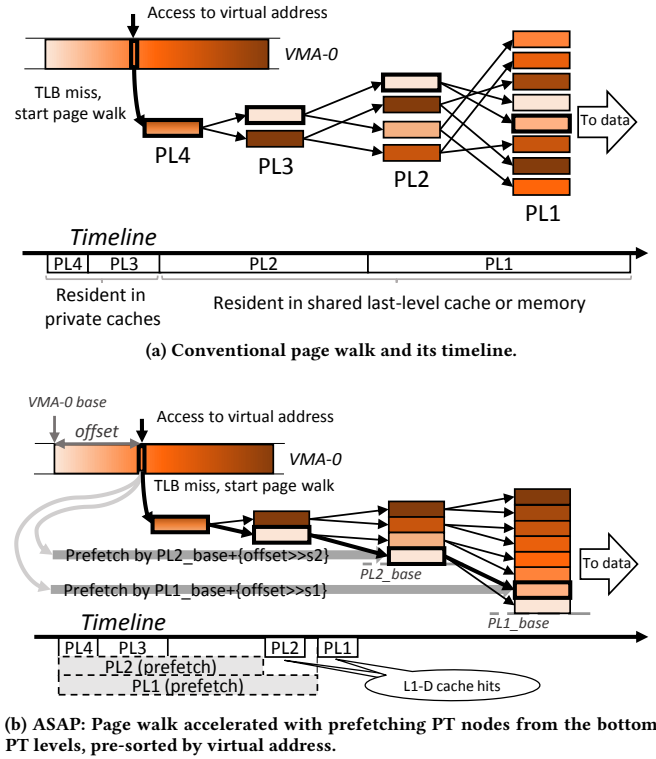 Access to virtual address
VMA-0
TLB miss,
start page walk
PL4
PL3
PL2
PL1
To data
Timeline
PL4 PL3 PL2 PL1
Resident in
private caches
Resident in shared last-level cache or memory
(a) Conventional page walk and its timeline.
VMA-0 base
offset
Access to virtual address
VMA-0
TLB miss, start page walk
Prefetch by PL2_base+{offset>>s2}
PL2_base
Prefetch by PL1_base+{offset>>s1}
PL1_base
To data
Timeline
PL4 PL3 PL2 PL1
PL2 (prefetch)
PL1 (prefetch)
L1-D cache hits
(b) ASAP: Page walk accelerated with prefetching PT nodes from the bottom
PT levels, pre-sorted by virtual address.